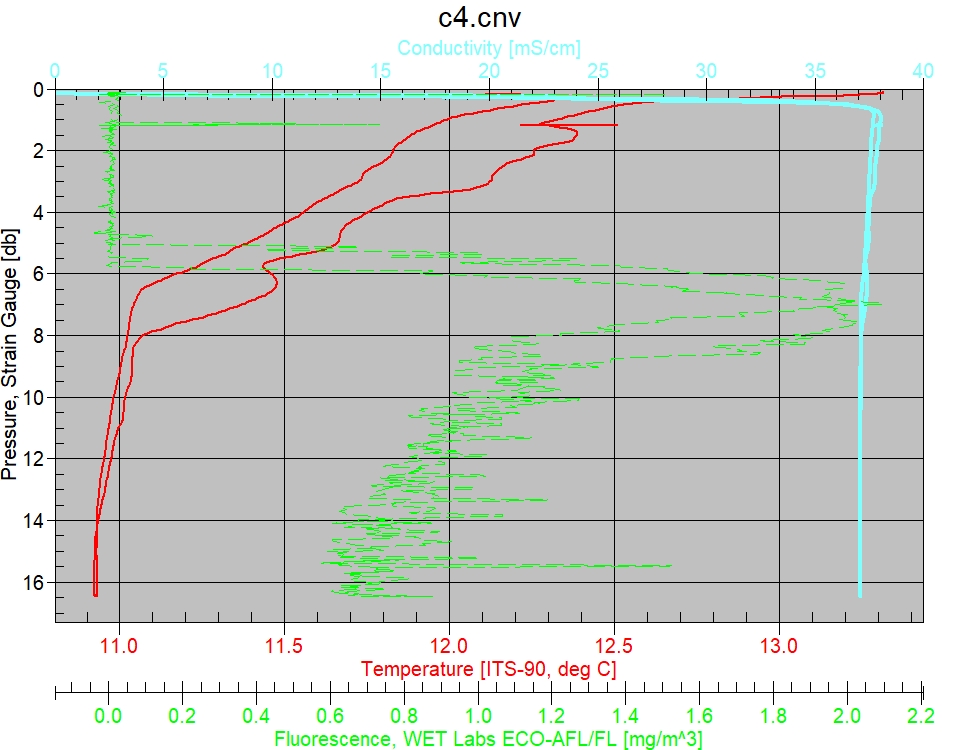 c4.cnv
Conductivity [mS/cm]
0 5 10 15 20 25 30 35 40
Pressure, Strain Gauge [db]
0
2
4
6
8
10
12
14
16
11.0 11.5 12.0 12.5 13.0
Temperature [ITS-90, deg C]
0.0 0.2 0.4 0.6 0.8 1.0 1.2 1.4 1.6 1.8 2.0 2.2
Fluorescence, WET Labs ECO-AFL/FL [mg/m^3]